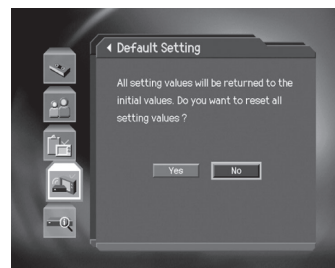 Default Setting
All setting values will be returned to the
initial values. Do you want to reset all
setting values ?
Yes No